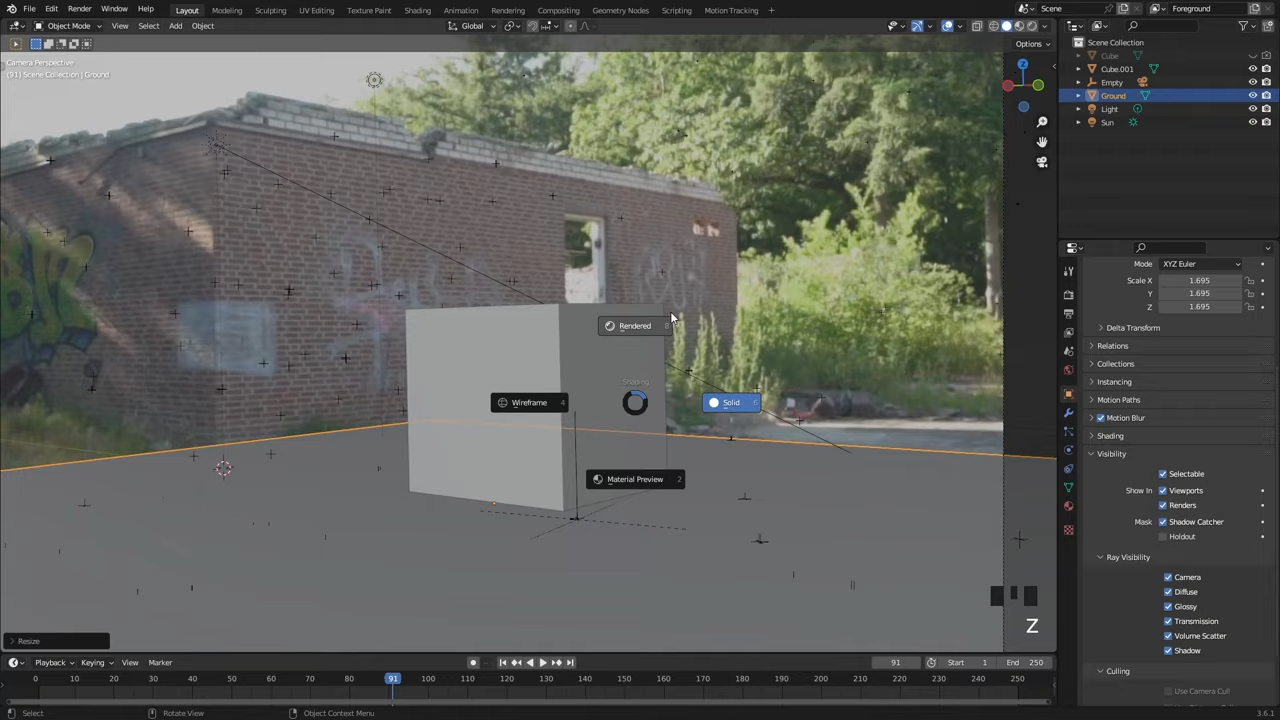 File Edit Render Window Help Layout Modeling Sculpting UV Editing Texture Paint Shading Animation Rendering Compositing Geometry Nodes Scripting Motion Tracking + Scene Foreground
Object Mode View Select Add Object Global
Options
Camera Perspective
(91) Scene Collection | Ground
Scene Collection
Cube
Cube.001
Empty
Ground
Light
Sun
Mode XYZ Euler
Scale X 1.695
Y 1.695
Z 1.695
Delta Transform
Relations
Collections
Instancing
Motion Paths
Motion Blur
Shading
Visibility
Selectable
Show In Viewports
Renders
Mask Shadow Catcher
Holdout
Ray Visibility
Camera
Diffuse
Glossy
Transmission
Volume Scatter
Shadow
Culling
Use Camera Cull
Rendered 8
Shading
Wireframe 4
Solid 6
Material Preview 2
Z
Resize
Playback Keying View Marker 91 Start 1 End 250
0 10 20 30 40 50 60 70 80 91 100 110 120 130 140 150 160 170 180 190 200 210 220 230 240 250
Select Rotate View Object Context Menu 3.6.1